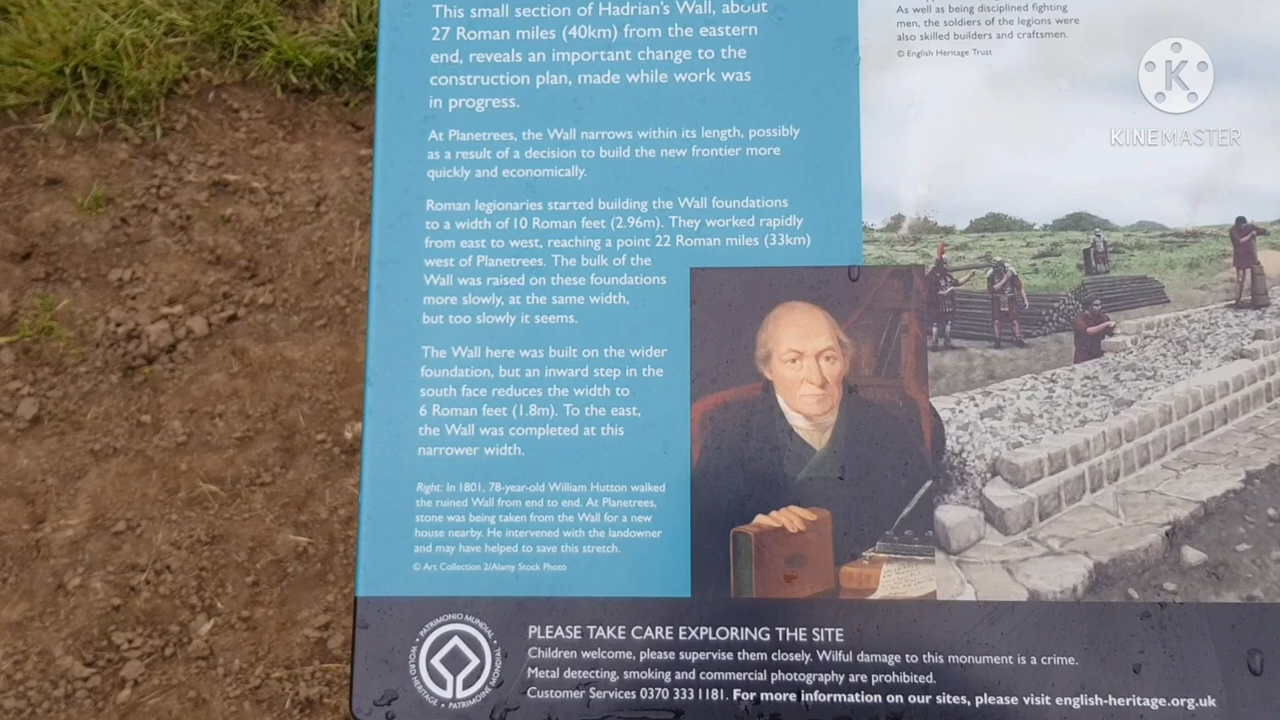 This small section of Hadrian's Wall, about
27 Roman miles (40km) from the eastern
end, reveals an important change to the
construction plan, made while work was
in progress.
At Planetrees, the Wall narrows within its length, possibly
as a result of a decision to build the new frontier more
quickly and economically.
Roman legionaries started building the Wall foundations
to a width of 10 Roman feet (2.96m). They worked rapidly
from east to west, reaching a point 22 Roman miles (33km)
west of Planetrees. The bulk of the
Wall was raised on these foundations
more slowly, at the same width,
but too slowly it seems.
The Wall here was built on the wider
foundation, but an inward step in the
south face reduces the width to
6 Roman feet (1.8m). To the east,
the Wall was completed at this
narrower width.
Right: In 1801, 78-year-old William Hutton walked
the ruined Wall from end to end. At Planetrees,
stone was being taken from the Wall for a new
house nearby. He intervened with the landowner
and may have helped to save this stretch.
© Art Collection 2/Alamy Stock Photo
As well as being disciplined fighting
men, the soldiers of the legions were
also skilled builders and craftsmen.
© English Heritage Trust
K
KINEMASTER
PATRIMONIO MUNDIAL • WORLD HERITAGE • PATRIMOINE MONDIAL •
PLEASE TAKE CARE EXPLORING THE SITE
Children welcome, please supervise them closely. Wilful damage to this monument is a crime.
Metal detecting, smoking and commercial photography are prohibited.
Customer Services 0370 333 1181. For more information on our sites, please visit english-heritage.org.uk